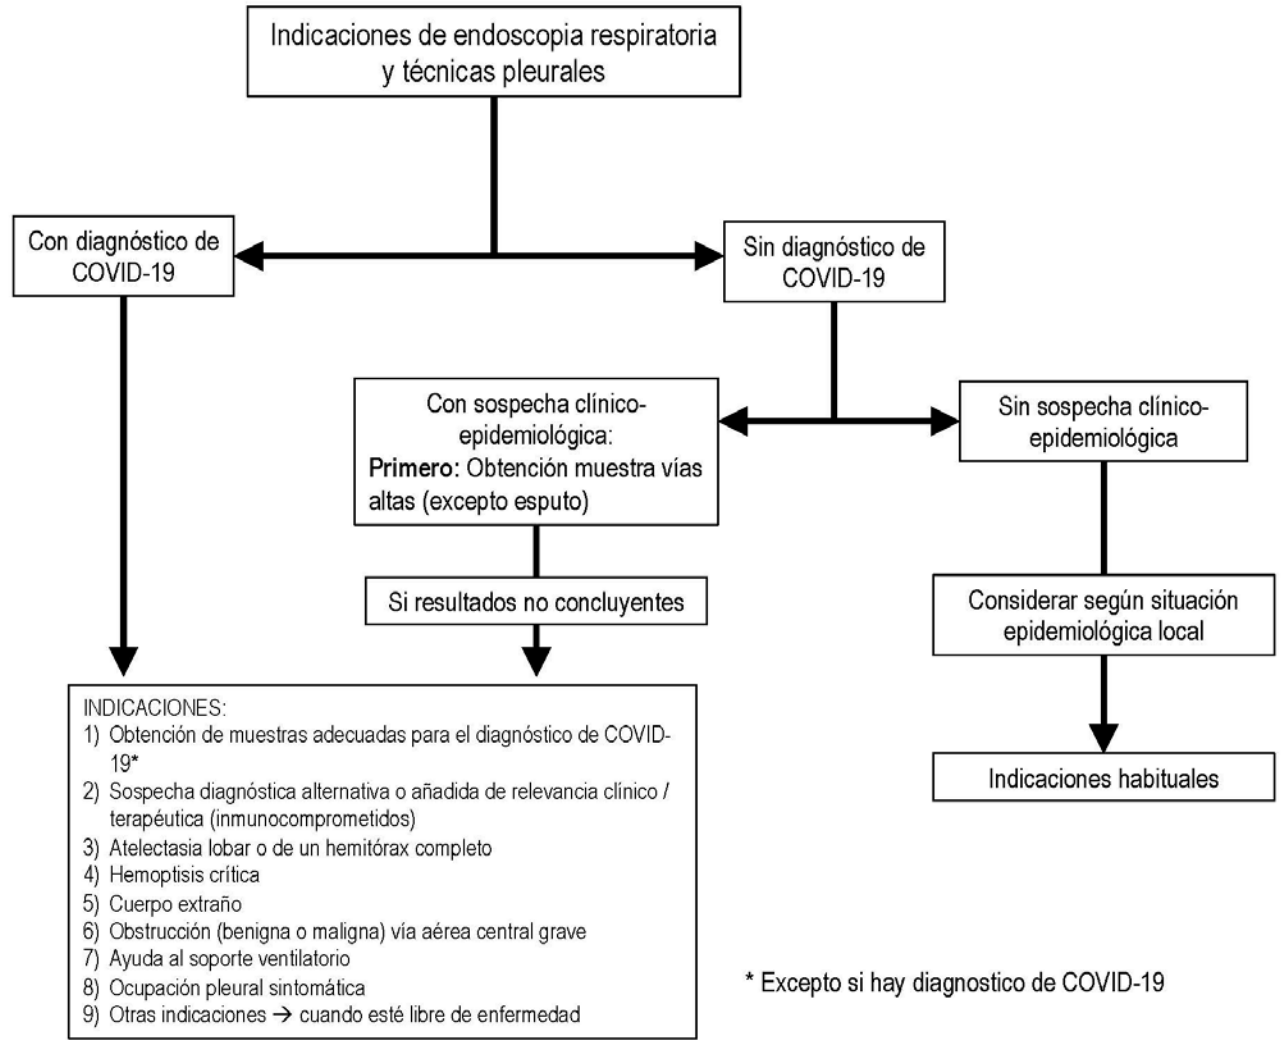 Indicaciones de endoscopia respiratoria
y técnicas pleurales
Con diagnóstico de
COVID-19
Sin diagnóstico de
COVID-19
Con sospecha clínico-
epidemiológica:
Primero: Obtención muestra vías
altas (excepto esputo)
Sin sospecha clínico-
epidemiológica
Si resultados no concluyentes
Considerar según situación
epidemiológica local
Indicaciones habituales
INDICACIONES:
1) Obtención de muestras adecuadas para el diagnóstico de COVID-
19*
2) Sospecha diagnóstica alternativa o añadida de relevancia clínico /
terapéutica (inmunocomprometidos)
3) Atelectasia lobar o de un hemitórax completo
4) Hemoptisis crítica
5) Cuerpo extraño
6) Obstrucción (benigna o maligna) vía aérea central grave
7) Ayuda al soporte ventilatorio
8) Ocupación pleural sintomática
9) Otras indicaciones → cuando esté libre de enfermedad
* Excepto si hay diagnostico de COVID-19